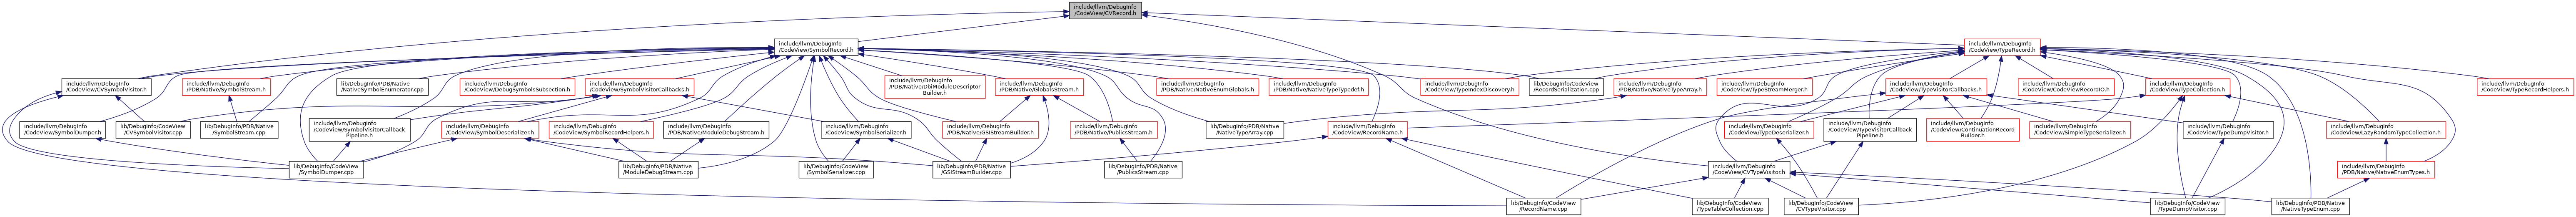 include/llvm/DebugInfo
/CodeView/CVRecord.h
include/llvm/DebugInfo
/CodeView/SymbolRecord.h
include/llvm/DebugInfo
/CodeView/TypeRecord.h
include/llvm/DebugInfo
/CodeView/CVSymbolVisitor.h
include/llvm/DebugInfo
/PDB/Native/SymbolStream.h
lib/DebugInfo/PDB/Native
/NativeSymbolEnumerator.cpp
include/llvm/DebugInfo
/CodeView/DebugSymbolsSubsection.h
include/llvm/DebugInfo
/CodeView/SymbolVisitorCallbacks.h
include/llvm/DebugInfo
/PDB/Native/DbiModuleDescriptor
Builder.h
include/llvm/DebugInfo
/PDB/Native/GlobalsStream.h
include/llvm/DebugInfo
/PDB/Native/NativeEnumGlobals.h
include/llvm/DebugInfo
/PDB/Native/NativeTypeTypedef.h
include/llvm/DebugInfo
/CodeView/TypeIndexDiscovery.h
lib/DebugInfo/CodeView
/RecordSerialization.cpp
include/llvm/DebugInfo
/PDB/Native/NativeTypeArray.h
include/llvm/DebugInfo
/CodeView/TypeStreamMerger.h
include/llvm/DebugInfo
/CodeView/TypeVisitorCallbacks.h
include/llvm/DebugInfo
/CodeView/CodeViewRecordIO.h
include/llvm/DebugInfo
/CodeView/TypeCollection.h
include/llvm/DebugInfo
/CodeView/TypeRecordHelpers.h
include/llvm/DebugInfo
/CodeView/SymbolDumper.h
lib/DebugInfo/CodeView
/CVSymbolVisitor.cpp
lib/DebugInfo/PDB/Native
/SymbolStream.cpp
include/llvm/DebugInfo
/CodeView/SymbolVisitorCallback
Pipeline.h
include/llvm/DebugInfo
/CodeView/SymbolDeserializer.h
include/llvm/DebugInfo
/CodeView/SymbolRecordHelpers.h
include/llvm/DebugInfo
/PDB/Native/ModuleDebugStream.h
include/llvm/DebugInfo
/CodeView/SymbolSerializer.h
include/llvm/DebugInfo
/PDB/Native/GSIStreamBuilder.h
include/llvm/DebugInfo
/PDB/Native/PublicsStream.h
lib/DebugInfo/PDB/Native
/NativeTypeArray.cpp
include/llvm/DebugInfo
/CodeView/RecordName.h
include/llvm/DebugInfo
/CodeView/TypeDeserializer.h
include/llvm/DebugInfo
/CodeView/TypeVisitorCallback
Pipeline.h
include/llvm/DebugInfo
/CodeView/ContinuationRecord
Builder.h
include/llvm/DebugInfo
/CodeView/SimpleTypeSerializer.h
include/llvm/DebugInfo
/CodeView/TypeDumpVisitor.h
include/llvm/DebugInfo
/CodeView/LazyRandomTypeCollection.h
lib/DebugInfo/CodeView
/SymbolDumper.cpp
lib/DebugInfo/PDB/Native
/ModuleDebugStream.cpp
lib/DebugInfo/CodeView
/SymbolSerializer.cpp
lib/DebugInfo/PDB/Native
/GSIStreamBuilder.cpp
lib/DebugInfo/PDB/Native
/PublicsStream.cpp
include/llvm/DebugInfo
/CodeView/CVTypeVisitor.h
include/llvm/DebugInfo
/PDB/Native/NativeEnumTypes.h
lib/DebugInfo/CodeView
/RecordName.cpp
lib/DebugInfo/CodeView
/TypeTableCollection.cpp
lib/DebugInfo/CodeView
/CVTypeVisitor.cpp
lib/DebugInfo/CodeView
/TypeDumpVisitor.cpp
lib/DebugInfo/PDB/Native
/NativeTypeEnum.cpp